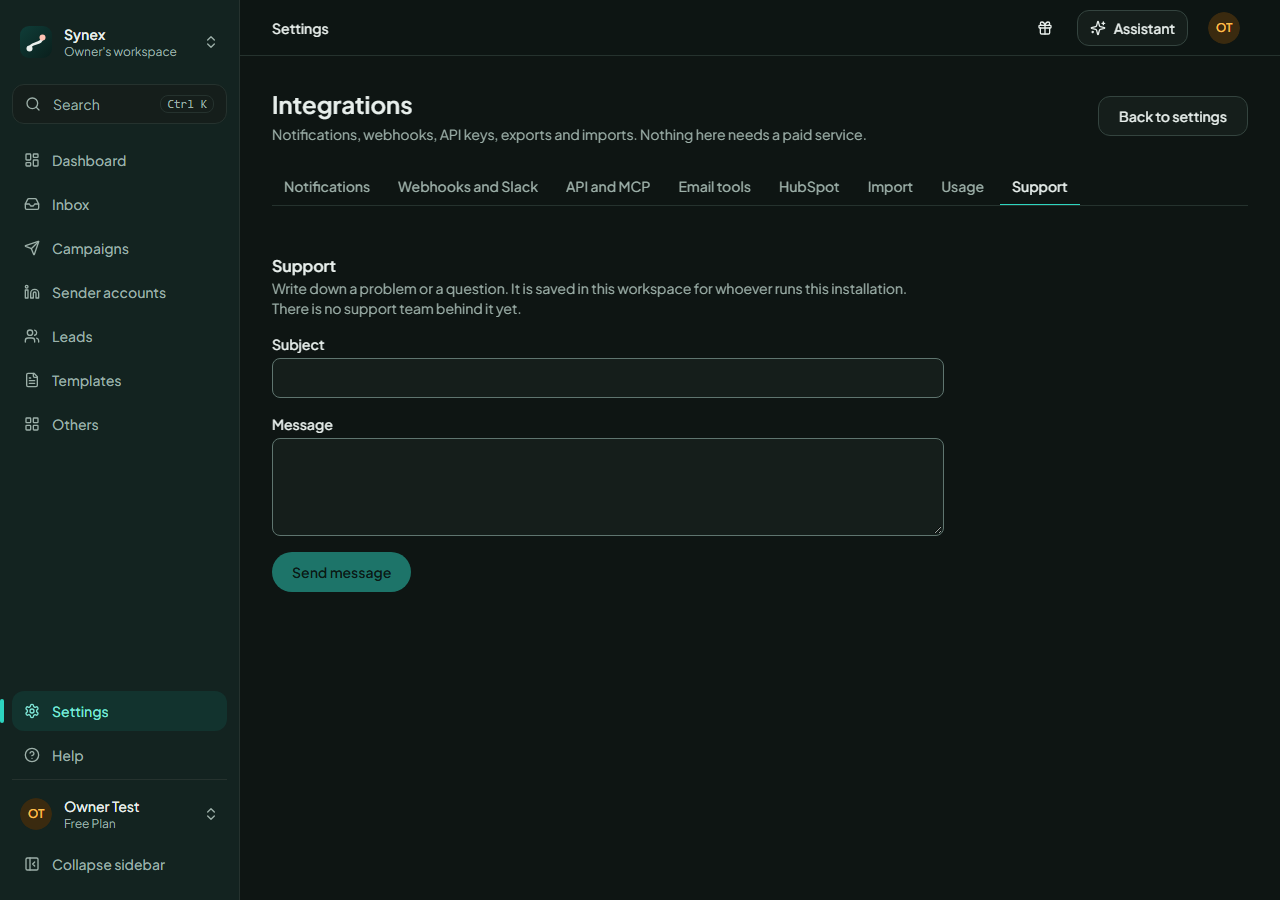 Synex
Owner's workspace
Search
Ctrl K
Dashboard
Inbox
Campaigns
Sender accounts
Leads
Templates
Others
Settings
Help
OT
Owner Test
Free Plan
Collapse sidebar
Settings
Assistant
OT
Integrations
Notifications, webhooks, API keys, exports and imports. Nothing here needs a paid service.
Back to settings
Notifications
Webhooks and Slack
API and MCP
Email tools
HubSpot
Import
Usage
Support
Support
Write down a problem or a question. It is saved in this workspace for whoever runs this installation.
There is no support team behind it yet.
Subject
Message
Send message